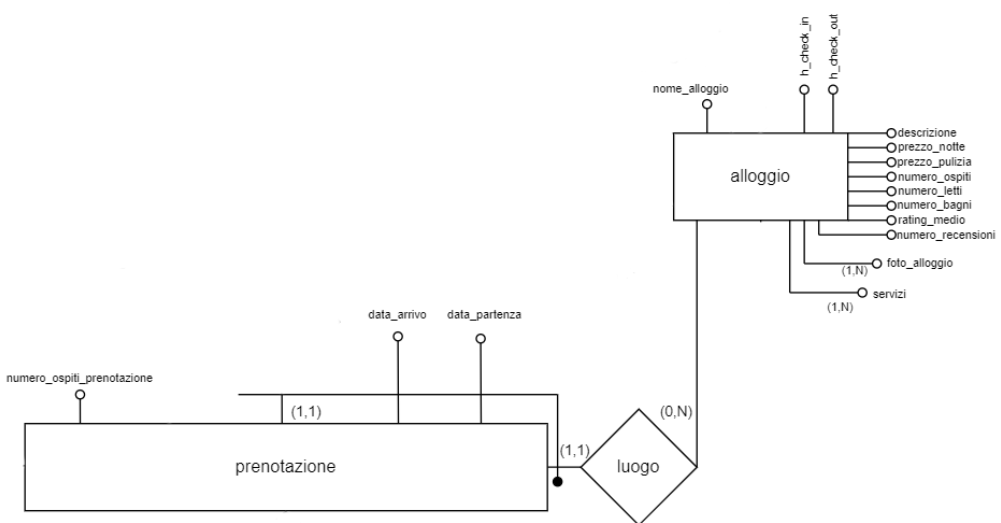 h_check_in
h_check_out
nome_alloggio
alloggio
descrizione
prezzo_notte
prezzo_pulizia
numero_ospiti
numero_letti
numero_bagni
rating_medio
numero_recensioni
foto_alloggio
(1,N)
servizi
(1,N)
data_arrivo
data_partenza
numero_ospiti_prenotazione
(1,1)
(0,N)
(1,1)
prenotazione
luogo